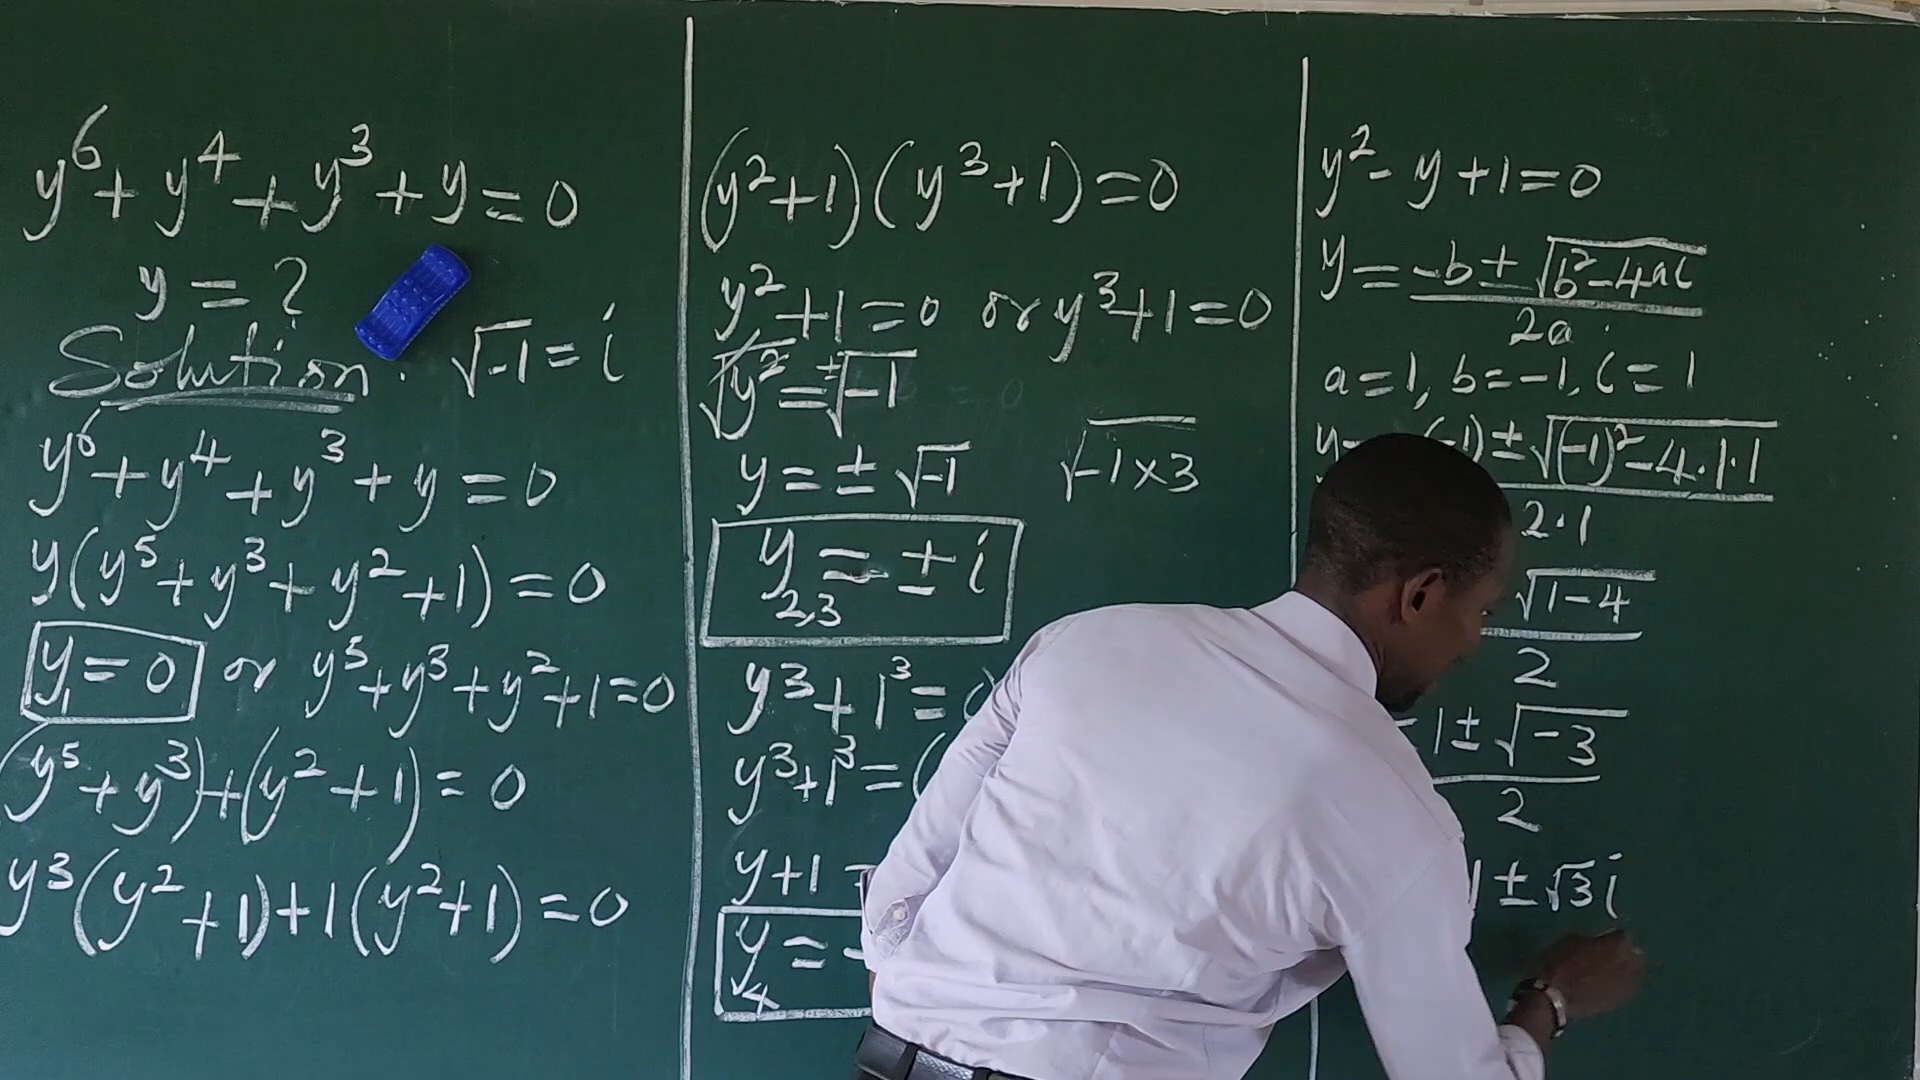 y⁶ + y⁴ + y³ + y = 0
y = ?
Solution. √-1 = i
y⁶ + y⁴ + y³ + y = 0
y(y⁵ + y³ + y² + 1) = 0
y₁ = 0 or y⁵ + y³ + y² + 1 = 0
(y⁵ + y³) + (y² + 1) = 0
y³(y² + 1) + 1(y² + 1) = 0
(y² + 1)(y³ + 1) = 0
y² + 1 = 0 or y³ + 1 = 0
√y² = ±√-1
y = ±√-1
√-1×3
y₂,₃ = ± i
y³ + 1³ =
y³ + 1³ = (
y + 1 =
y₄ = -
y² - y + 1 = 0
y = -b ± √b² - 4ac
2a
a = 1, b = -1, c = 1
y (-1) ± √(-1)² - 4·1·1
2·1
√1 - 4
2
1 ± √-3
2
1 ± √3 i